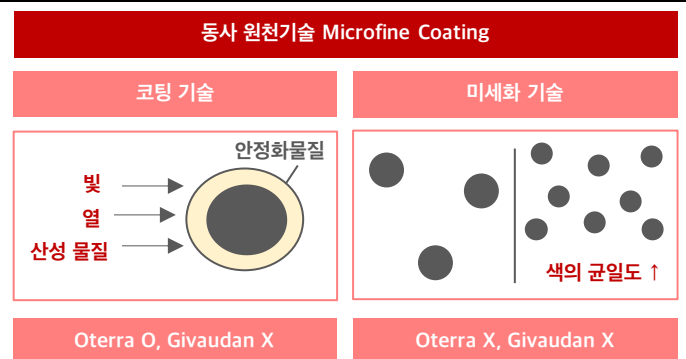 동사 원천기술 Microfine Coating
코팅 기술
미세화 기술
안정화물질
빛
열
산성 물질
색의 균일도 ↑
Oterra O, Givaudan X
Oterra X, Givaudan X